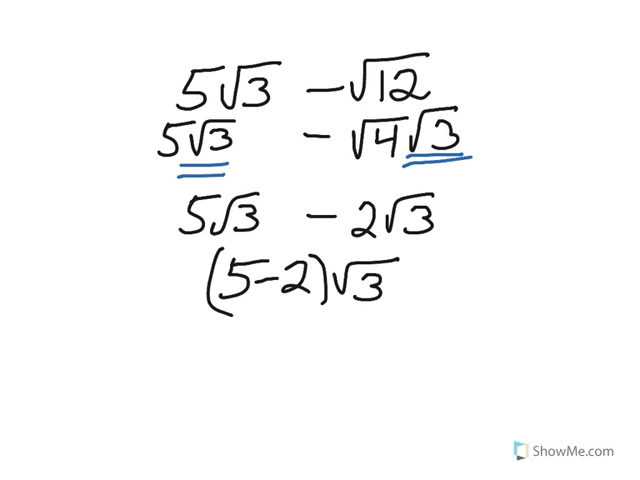 5√3 - √12
5√3 - √4√3
5√3 - 2√3
(5-2)√3
ShowMe.com